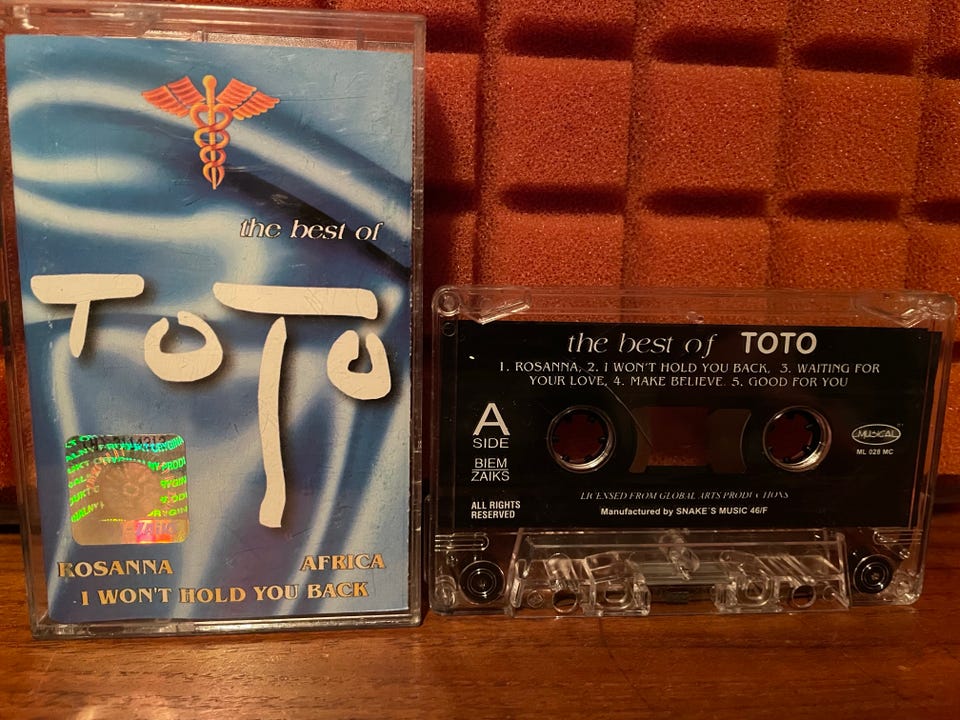 the best of
TOTO
ROSANNA
AFRICA
I WON'T HOLD YOU BACK
the best of TOTO
1. ROSANNA, 2. I WON'T HOLD YOU BACK, 3. WAITING FOR
YOUR LOVE, 4. MAKE BELIEVE. 5. GOOD FOR YOU
A
SIDE
BIEM
ZAIKS
ALL RIGHTS
RESERVED
MUSICAL
ML 028 MC
LICENSED FROM GLOBAL ARTS PRODUCTIONS
Manufactured by SNAKE'S MUSIC 46/F